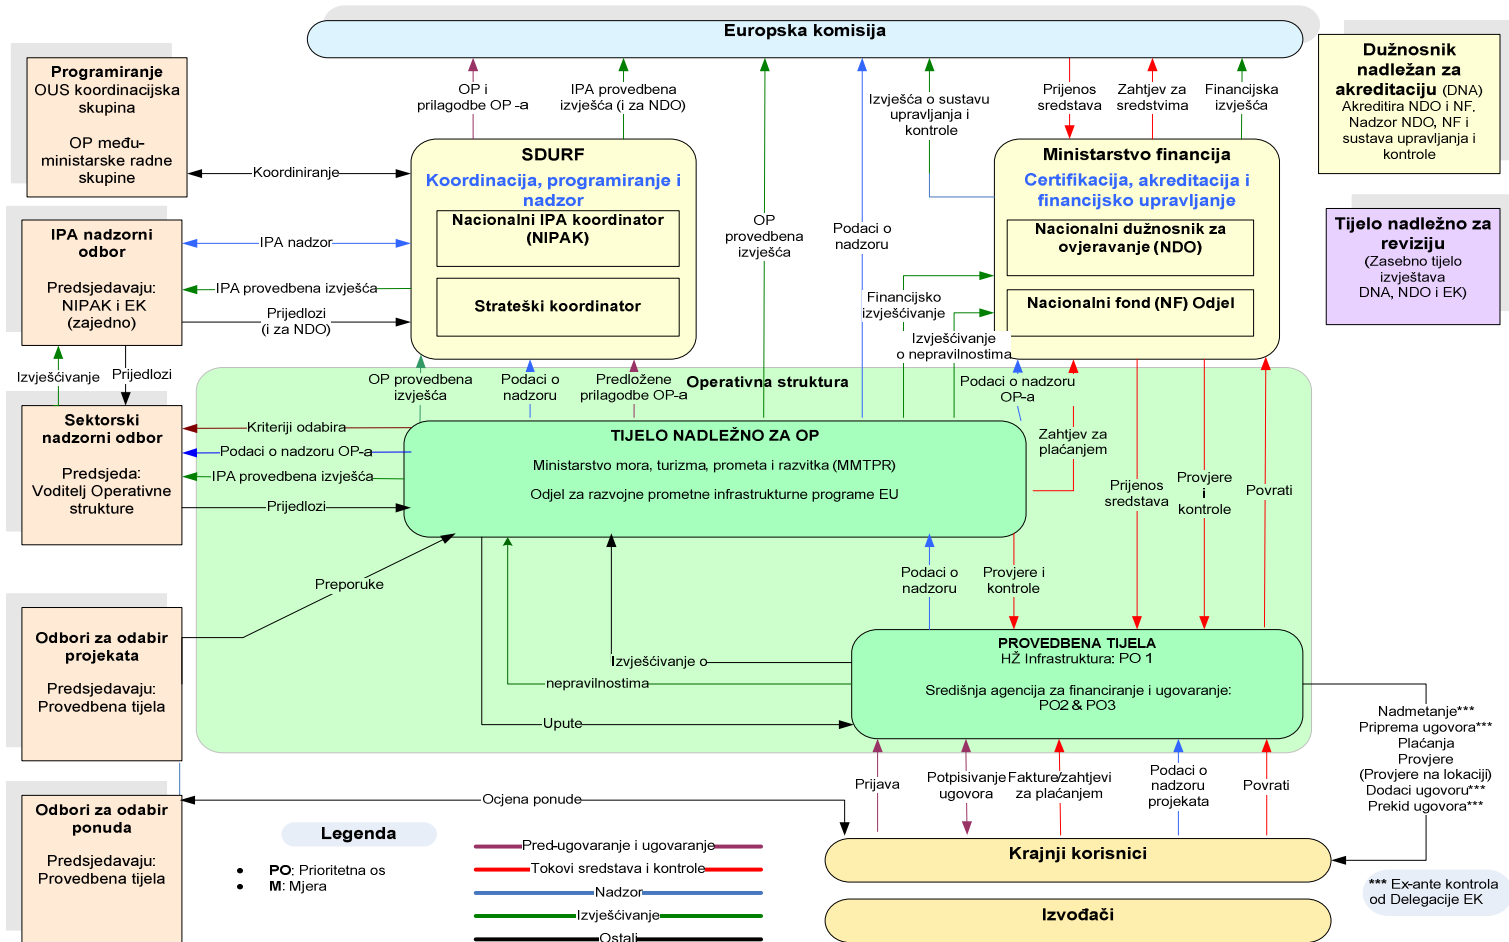 Europska komisija
Programiranje
OUS koordinacijska
skupina
OP među-
ministarske radne
skupine
OP i
prilagodbe OP -a
IPA provedbena
izvješća (i za NDO)
Izvješća o sustavu
upravljanja i
kontrole
Prijenos
sredstava
Zahtjev za
sredstvima
Financijska
izvješća
Dužnosnik
nadležan za
akreditaciju (DNA)
Akreditira NDO i NF.
Nadzor NDO, NF i
sustava upravljanja i
kontrole
Koordiniranje
SDURF
Koordinacija, programiranje i
nadzor
Nacionalni IPA koordinator
(NIPAK)
Strateški koordinator
OP
provedbena
izvješća
Podaci o
nadzoru
Ministarstvo financija
Certifikacija, akreditacija i
financijsko upravljanje
Nacionalni dužnosnik za
ovjeravanje (NDO)
Nacionalni fond (NF) Odjel
Tijelo nadležno za
reviziju
(Zasebno tijelo
izvještava
DNA, NDO i EK)
IPA nadzorni
odbor
Predsjedavaju:
NIPAK i EK
(zajedno)
IPA nadzor
IPA provedbena izvješća
Prijedlozi
(i za NDO)
Financijsko
izvješćivanje
Izvješćivanje
o nepravilnostima
Izvješćivanje
Prijedlozi
OP provedbena
izvješća
Podaci o
nadzoru
Predložene
prilagodbe OP-a
Operativna struktura
Podaci o nadzoru
OP-a
Sektorski
nadzorni odbor
Predsjeda:
Voditelj Operativne
strukture
Kriteriji odabira
Podaci o nadzoru OP-a
IPA provedbena izvješća
Prijedlozi
TIJELO NADLEŽNO ZA OP
Ministarstvo mora, turizma, prometa i razvitka (MMTPR)
Odjel za razvojne prometne infrastrukturne programe EU
Zahtjev za
plaćanjem
Prijenos
sredstava
Provjere
i
kontrole
Povrati
Preporuke
Podaci o
nadzoru
Provjere i
kontrole
Odbori za odabir
projekata
Predsjedavaju:
Provedbena tijela
Izvješćivanje o
nepravilnostima
Upute
PROVEDBENA TIJELA
HŽ Infrastruktura: PO 1
Središnja agencija za financiranje i ugovaranje:
PO2 & PO3
Nadmetanje***
Priprema ugovora***
Plaćanja
Provjere
(Provjere na lokaciji)
Dodaci ugovoru***
Prekid ugovora***
Prijava
Potpisivanje
ugovora
Fakture/zahtjevi
za plaćanjem
Podaci o
nadzoru
projekata
Povrati
Odbori za odabir
ponuda
Predsjedavaju:
Provedbena tijela
Ocjena ponude
Legenda
• PO: Prioritetna os
• M: Mjera
Pred-ugovaranje i ugovaranje
Tokovi sredstava i kontrole
Nadzor
Izvješćivanje
Ostali
Krajnji korisnici
Izvođači
*** Ex-ante kontrola
od Delegacije EK